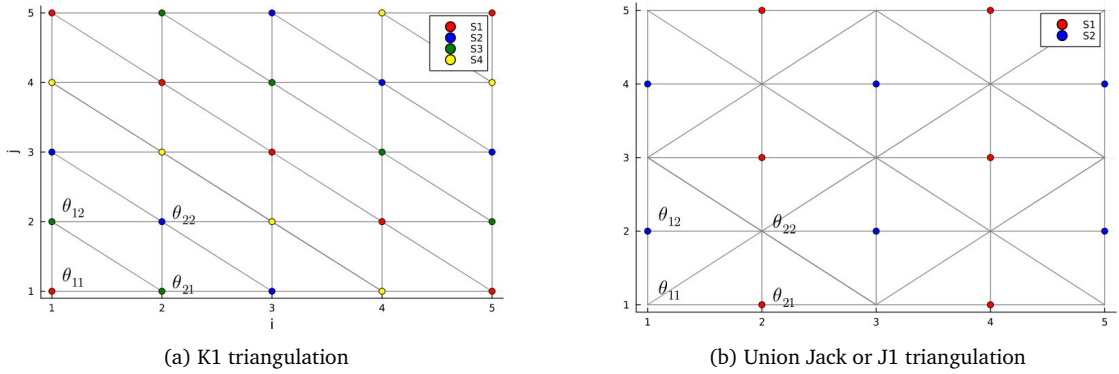 5
4
3
2
1
j
θ12
θ22
θ11
θ21
S1
S2
S3
S4
1 2 3 4 5
i
(a) K1 triangulation
5
4
3
2
1
θ12
θ22
θ11
θ21
S1
S2
1 2 3 4 5
(b) Union Jack or J1 triangulation